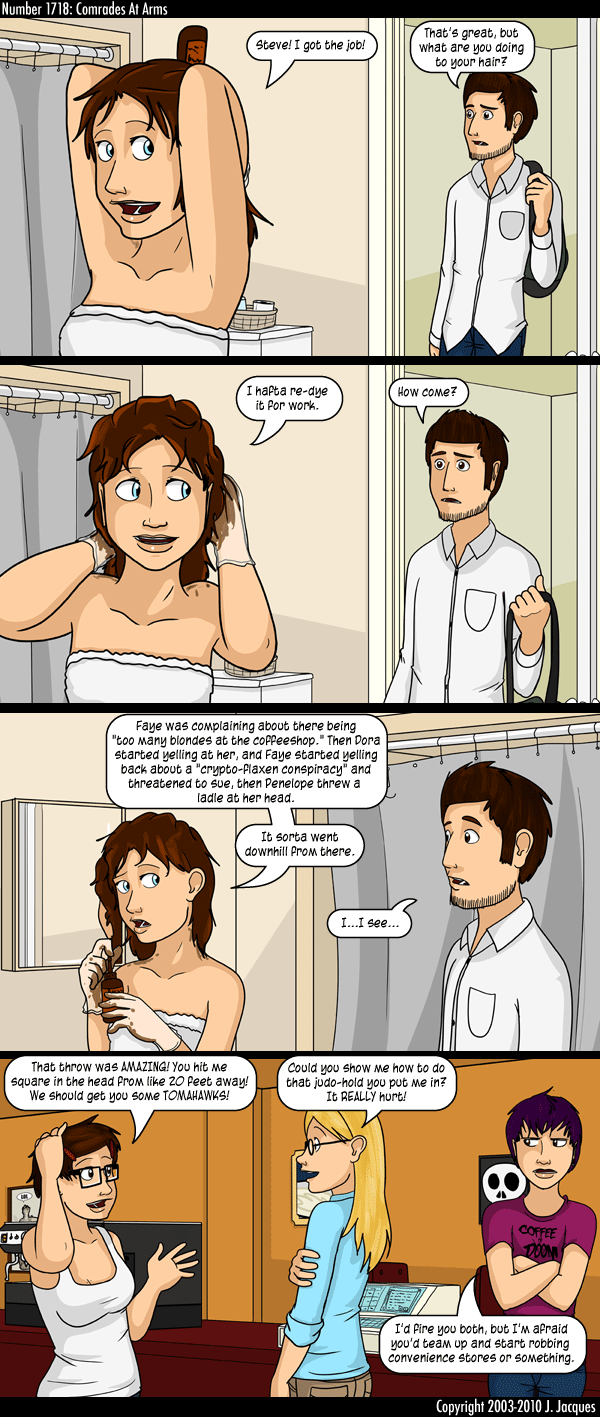 Number 1718: Comrades At Arms
Steve! I got the job!
That's great, but
what are you doing
to your hair?
I hafta re-dye
it for work.
How come?
Faye was complaining about there being
"too many blondes at the coffeeshop." Then Dora
started yelling at her, and Faye started yelling
back about a "crypto-flaxen conspiracy" and
threatened to sue, then Penelope threw a
ladle at her head.
It sorta went
downhill from there.
I...I see...
That throw was AMAZING! You hit me
square in the head from like 20 feet away!
We should get you some TOMAHAWKS!
Could you show me how to do
that judo-hold you put me in?
It REALLY hurt!
COFFEE
OF
DOOM
I'd fire you both, but I'm afraid
you'd team up and start robbing
convenience stores or something.
Copyright 2003-2010 J. Jacques